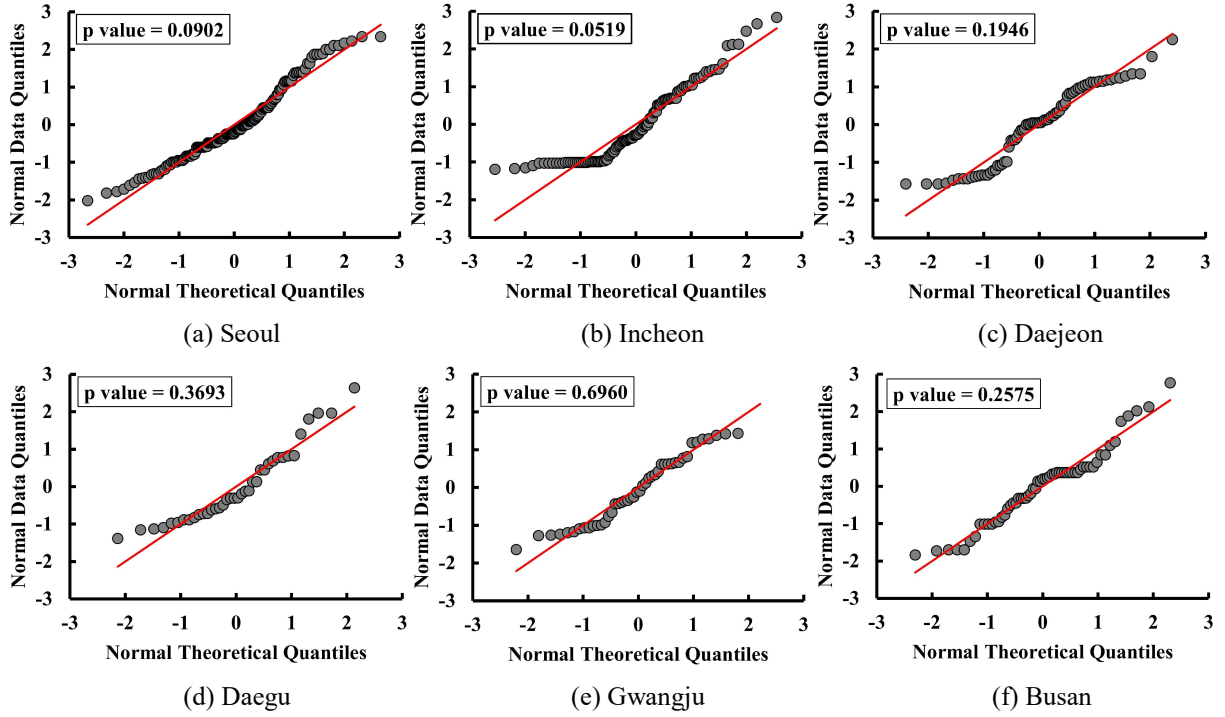 p value = 0.0902
Normal Data Quantiles
3
2
1
0
-1
-2
-3
-3 -2 -1 0 1 2 3
Normal Theoretical Quantiles
(a) Seoul
p value = 0.0519
Normal Data Quantiles
3
2
1
0
-1
-2
-3
-3 -2 -1 0 1 2 3
Normal Theoretical Quantiles
(b) Incheon
p value = 0.1946
Normal Data Quantiles
3
2
1
0
-1
-2
-3
-3 -2 -1 0 1 2 3
Normal Theoretical Quantiles
(c) Daejeon
p value = 0.3693
Normal Data Quantiles
3
2
1
0
-1
-2
-3
-3 -2 -1 0 1 2 3
Normal Theoretical Quantiles
(d) Daegu
p value = 0.6960
Normal Data Quantiles
3
2
1
0
-1
-2
-3
-3 -2 -1 0 1 2 3
Normal Theoretical Quantiles
(e) Gwangju
p value = 0.2575
Normal Data Quantiles
3
2
1
0
-1
-2
-3
-3 -2 -1 0 1 2 3
Normal Theoretical Quantiles
(f) Busan